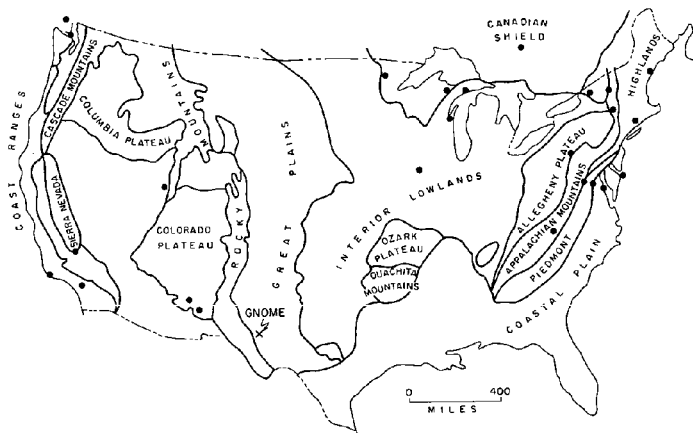 CANADIAN
SHIELD
HIGHLANDS
CASCADE MOUNTAINS
COLUMBIA PLATEAU
ROCKY
MOUNTAINS
COAST RANGES
SIERRA NEVADA
COLORADO
PLATEAU
GREAT PLAINS
INTERIOR
LOWLANDS
OZARK
PLATEAU
OUACHITA
MOUNTAINS
ALLEGHENY PLATEAU
APPALACHIAN MOUNTAINS
PIEDMONT
COASTAL PLAIN
GNOME
0 400
MILES